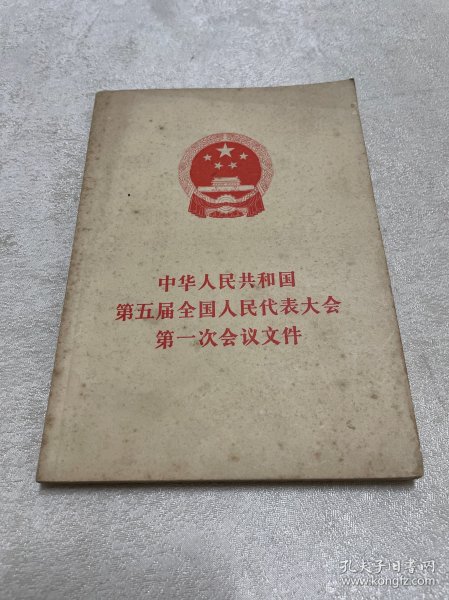 中华人民共和国
第五届全国人民代表大会
第一次会议文件
孔夫子旧书网
www.kongfz.com